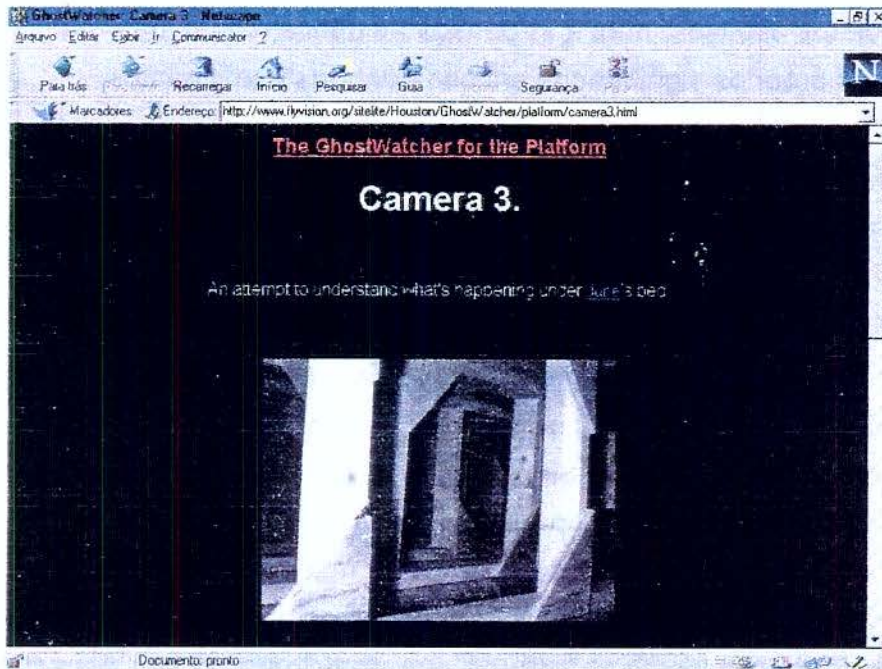 GhostWatcher: Camera 3 - Netscape
Arquivo Editar Exibir Ir Communicator ?
Para trás Recarregar Início Pesquisar Guia Segurança
Marcadores Endereço: http://www.flyvision.org/sitelite/Houston/GhostWatcher/platform/camera3.html
N
The GhostWatcher for the Platform
Camera 3.
An attempt to understand what's happening under June's bed
Documento: pronto